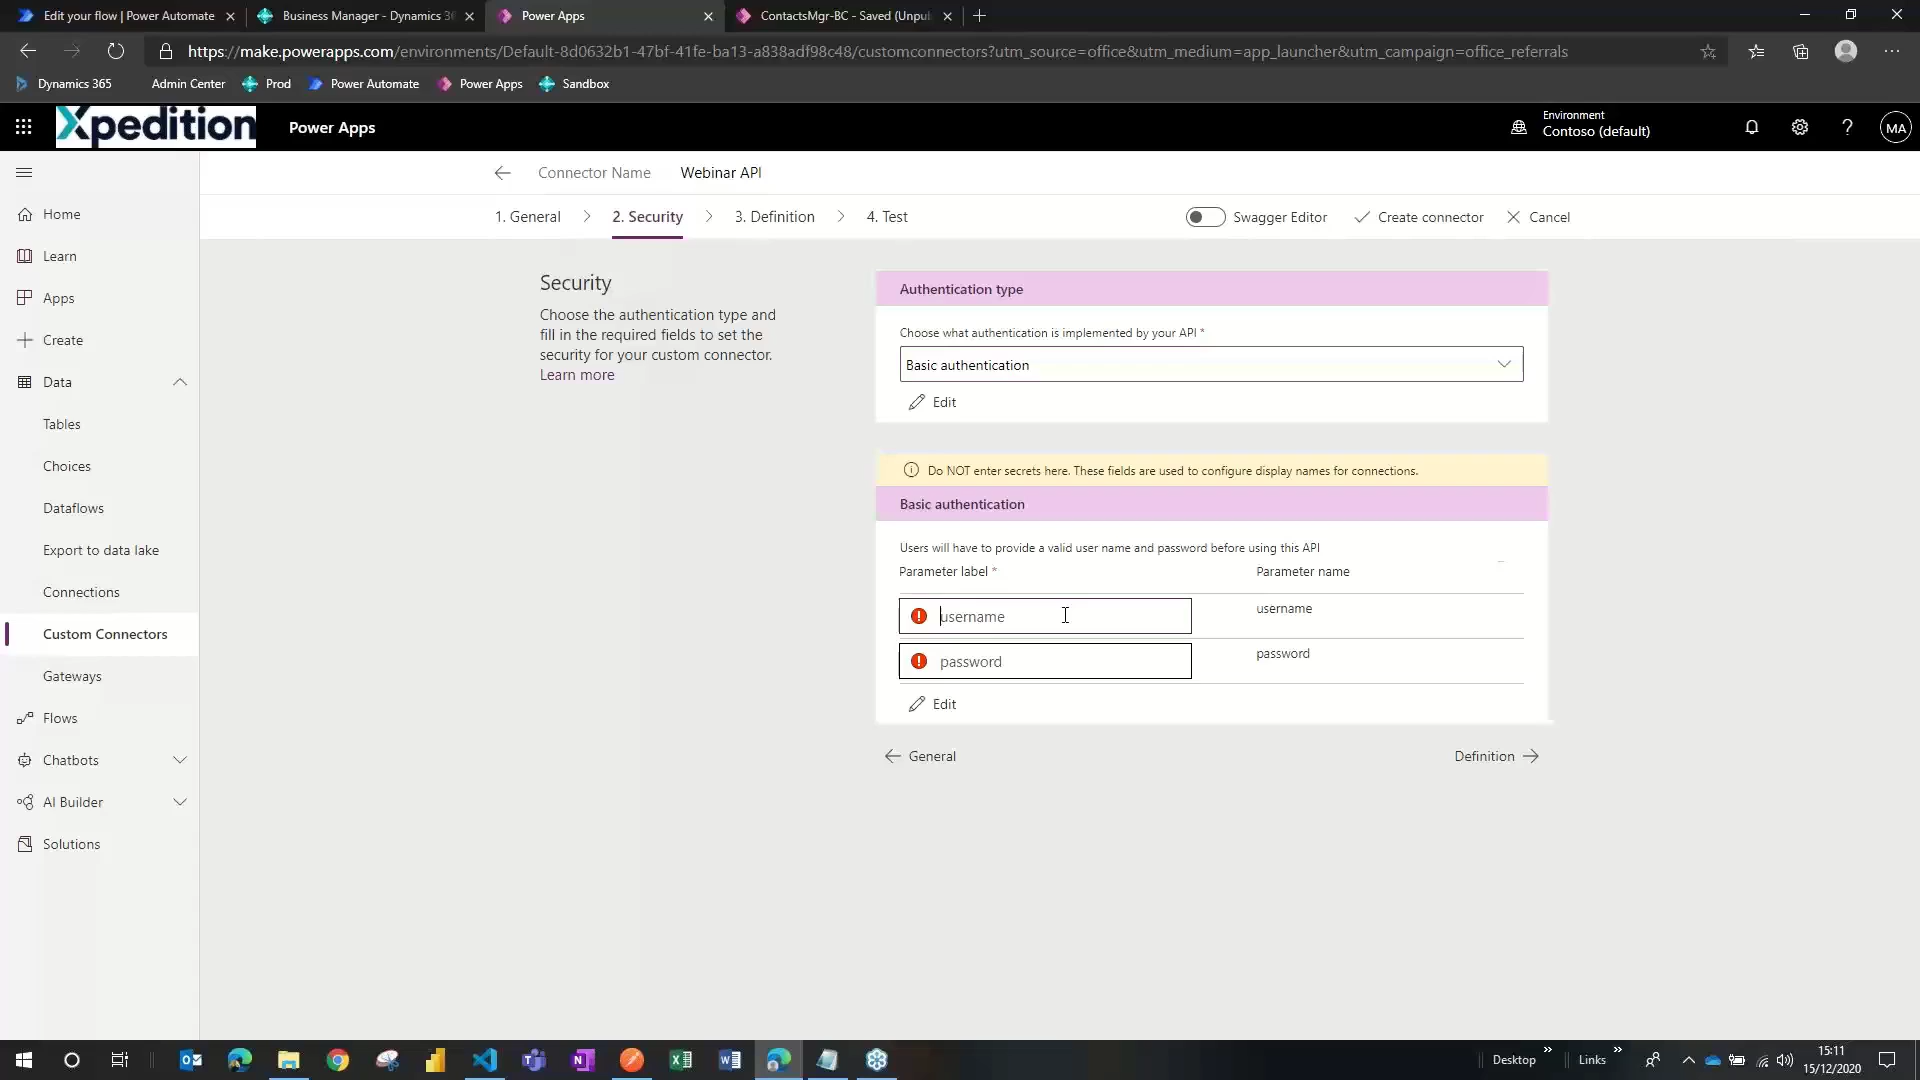 Edit your flow | Power Automate
Business Manager - Dynamics 36
Power Apps
ContactsMgr-BC - Saved (Unpu
https://make.powerapps.com/environments/Default-8d0632b1-47bf-41fe-ba13-a838adf98c48/customconnectors?utm_source=office&utm_medium=app_launcher&utm_campaign=office_referrals
Dynamics 365
Admin Center
Prod
Power Automate
Power Apps
Sandbox
Xpedition
Power Apps
Environment
Contoso (default)
?
MA
Connector Name
Webinar API
1. General
2. Security
3. Definition
4. Test
Swagger Editor
Create connector
Cancel
Home
Learn
Apps
Create
Data
Tables
Choices
Dataflows
Export to data lake
Connections
Custom Connectors
Gateways
Flows
Chatbots
AI Builder
Solutions
Security
Choose the authentication type and
fill in the required fields to set the
security for your custom connector.
Learn more
Authentication type
Choose what authentication is implemented by your API *
Basic authentication
Edit
Do NOT enter secrets here. These fields are used to configure display names for connections.
Basic authentication
Users will have to provide a valid user name and password before using this API
Parameter label *
Parameter name
username
username
password
password
Edit
General
Definition
Desktop
Links
15:11
15/12/2020